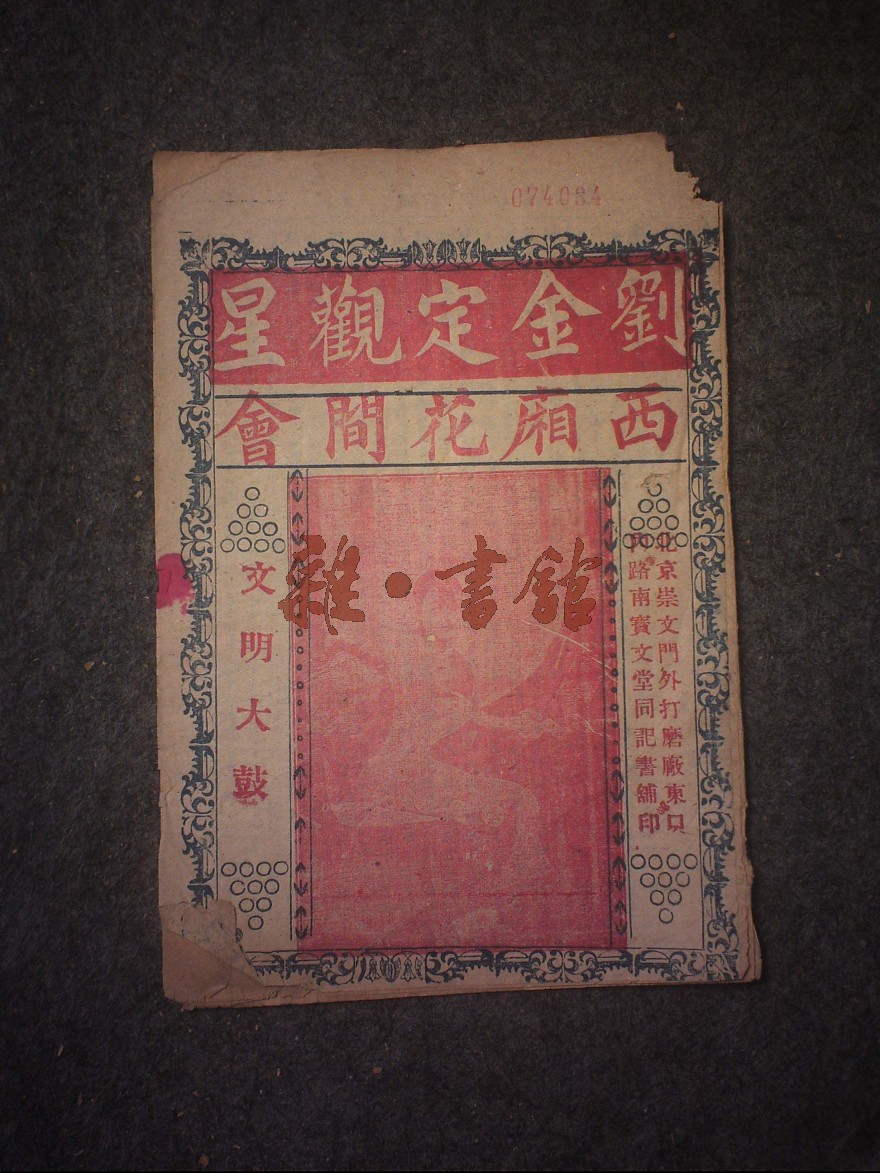 074034
劉金定觀星
西廂花間會
北京崇文門外打磨廠東口
內路南寳文堂同記書舖印
文明大鼓
雜·書館